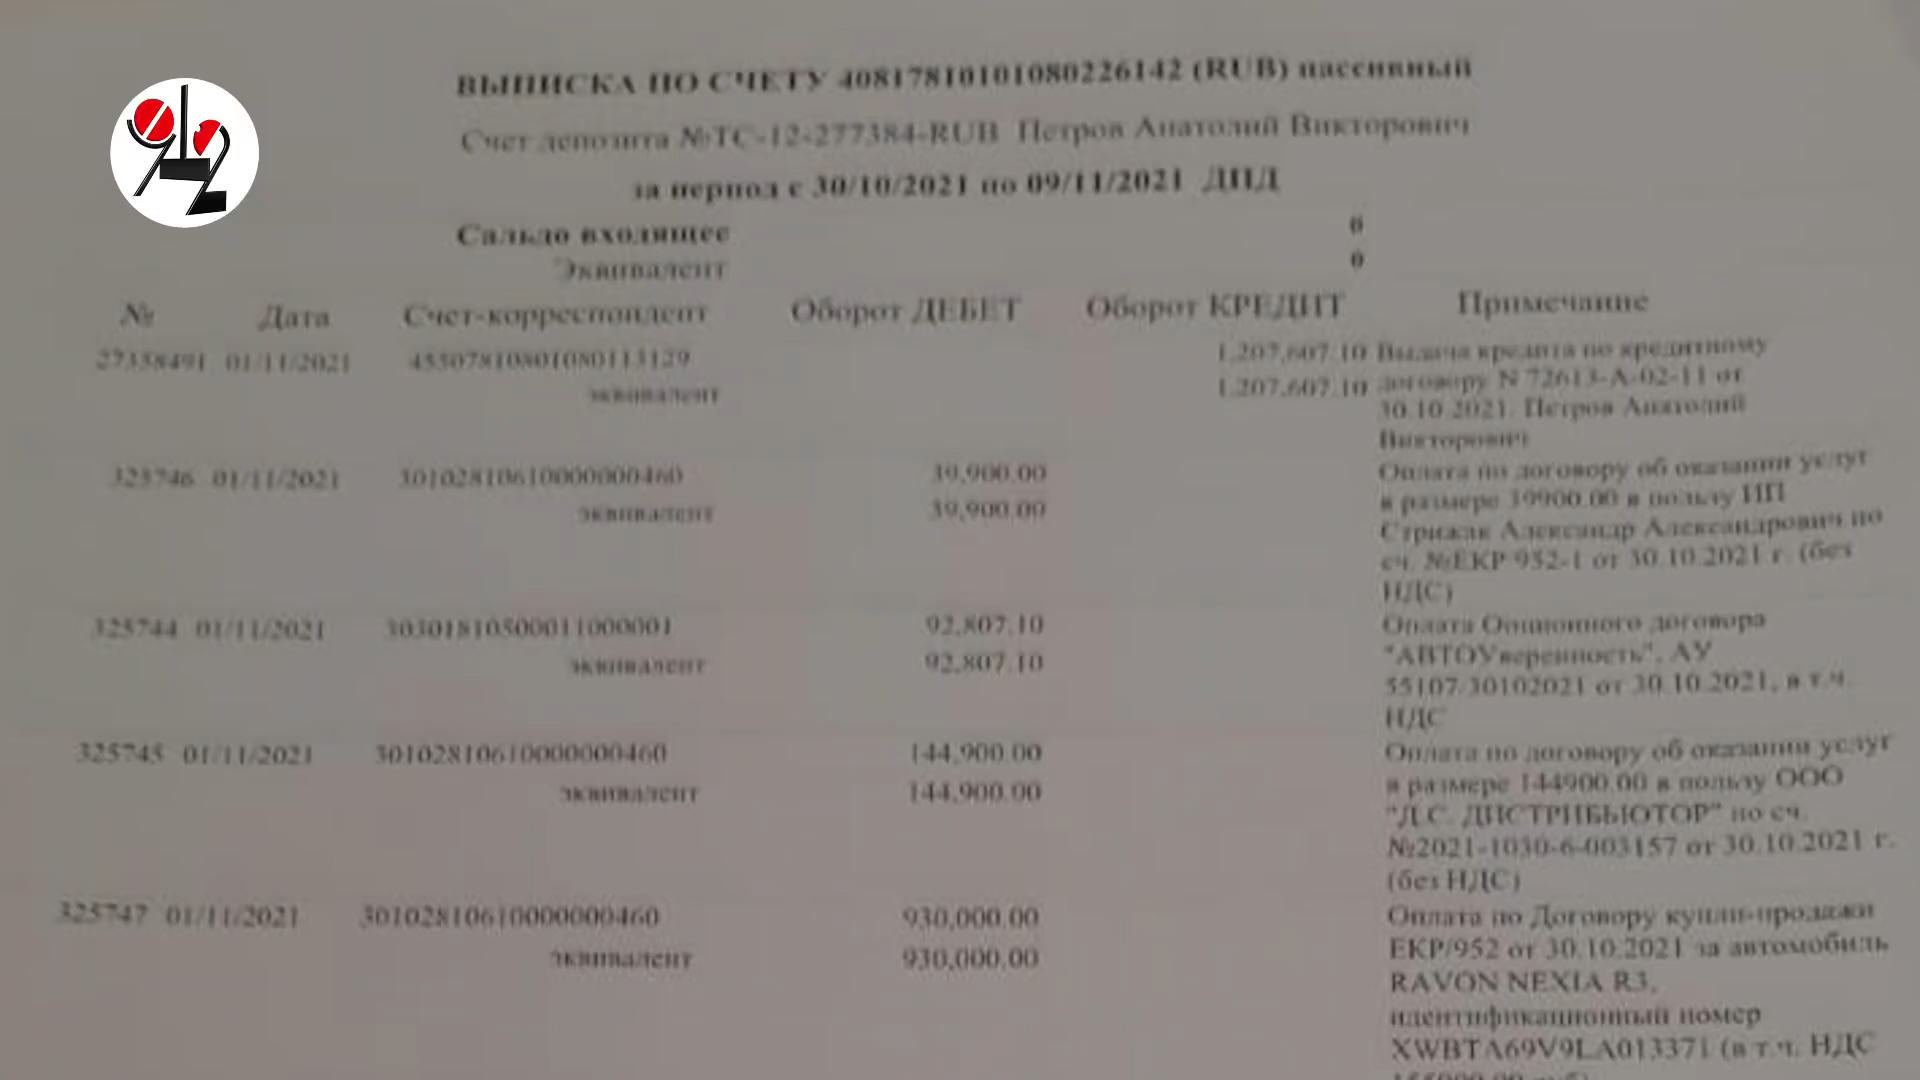 ВЫПИСКА ПО СЧЕТУ 40817810101080226142 (RUB) пассивный
Счет депозита №ТС-12-277384-RUB Петров Анатолий Викторович
за период с 30/10/2021 по 09/11/2021 ДПД
Сальдо входящее 0
Эквивалент 0
№ Дата Счет-корреспондент Оборот ДЕБЕТ Оборот КРЕДИТ Примечание
27358491 01/11/2021 45507810801080113129 1,207,607.10 Выдача кредита по кредитному
эквивалент 1,207,607.10 договору N 72613-А-02-11 от
30.10.2021. Петров Анатолий
Викторович
325746 01/11/2021 30102810610000000460 39,900.00 Оплата по договору об оказании услуг
эквивалент 39,900.00 в размере 39900.00 в пользу ИП
Стрижак Александр Александрович по
сч. №ЕКР 952-1 от 30.10.2021 г. (без
НДС)
325744 01/11/2021 30301810500011000001 92,807.10 Оплата Опционного договора
эквивалент 92,807.10 "АВТОУверенность", АУ
55107/30102021 от 30.10.2021, в т.ч.
НДС
325745 01/11/2021 30102810610000000460 144,900.00 Оплата по договору об оказании услуг
эквивалент 144,900.00 в размере 144900.00 в пользу ООО
"Д.С. ДИСТРИБЬЮТОР" по сч.
№2021-1030-6-003157 от 30.10.2021 г.
(без НДС)
325747 01/11/2021 30102810610000000460 930,000.00 Оплата по Договору купли-продажи
эквивалент 930,000.00 ЕКР/952 от 30.10.2021 за автомобиль
RAVON NEXIA R3,
идентификационный номер
XWBTA69V9LA013371 (в т.ч. НДС